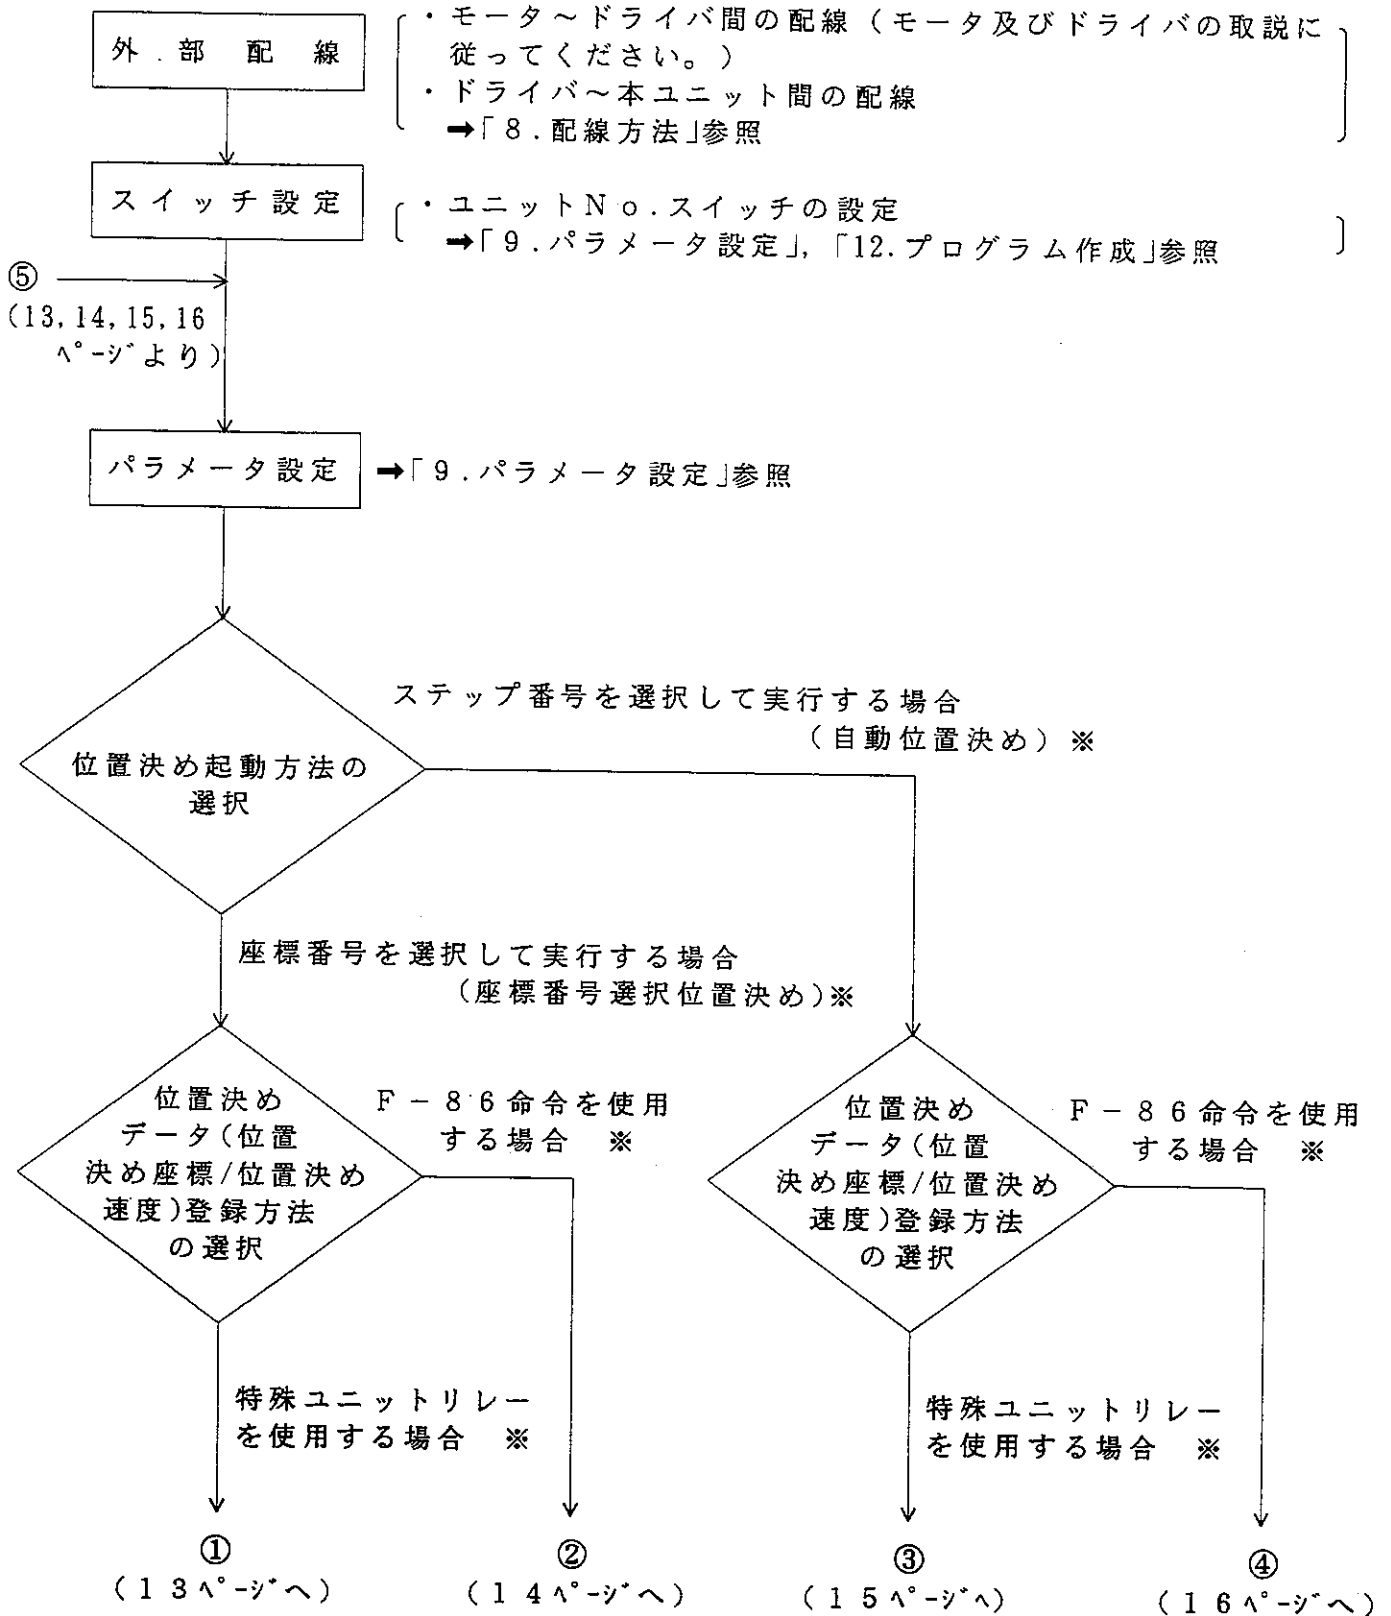 外部配線
・モータ～ドライバ間の配線（モータ及びドライバの取説に
従ってください。）
・ドライバ～本ユニット間の配線
➡「8.配線方法」参照
スイッチ設定
・ユニットNo.スイッチの設定
➡「9.パラメータ設定」,「12.プログラム作成」参照
⑤
(13,14,15,16
ﾍﾟｰｼﾞより)
パラメータ設定
➡「9.パラメータ設定」参照
ステップ番号を選択して実行する場合
（自動位置決め）※
位置決め起動方法の
選択
座標番号を選択して実行する場合
（座標番号選択位置決め）※
位置決め
データ(位置
決め座標/位置決め
速度)登録方法
の選択
F－86命令を使用
する場合　※
位置決め
データ(位置
決め座標/位置決め
速度)登録方法
の選択
F－86命令を使用
する場合　※
特殊ユニットリレー
を使用する場合　※
特殊ユニットリレー
を使用する場合　※
①
（13ﾍﾟｰｼﾞへ）
②
（14ﾍﾟｰｼﾞへ）
③
（15ﾍﾟｰｼﾞへ）
④
（16ﾍﾟｰｼﾞへ）